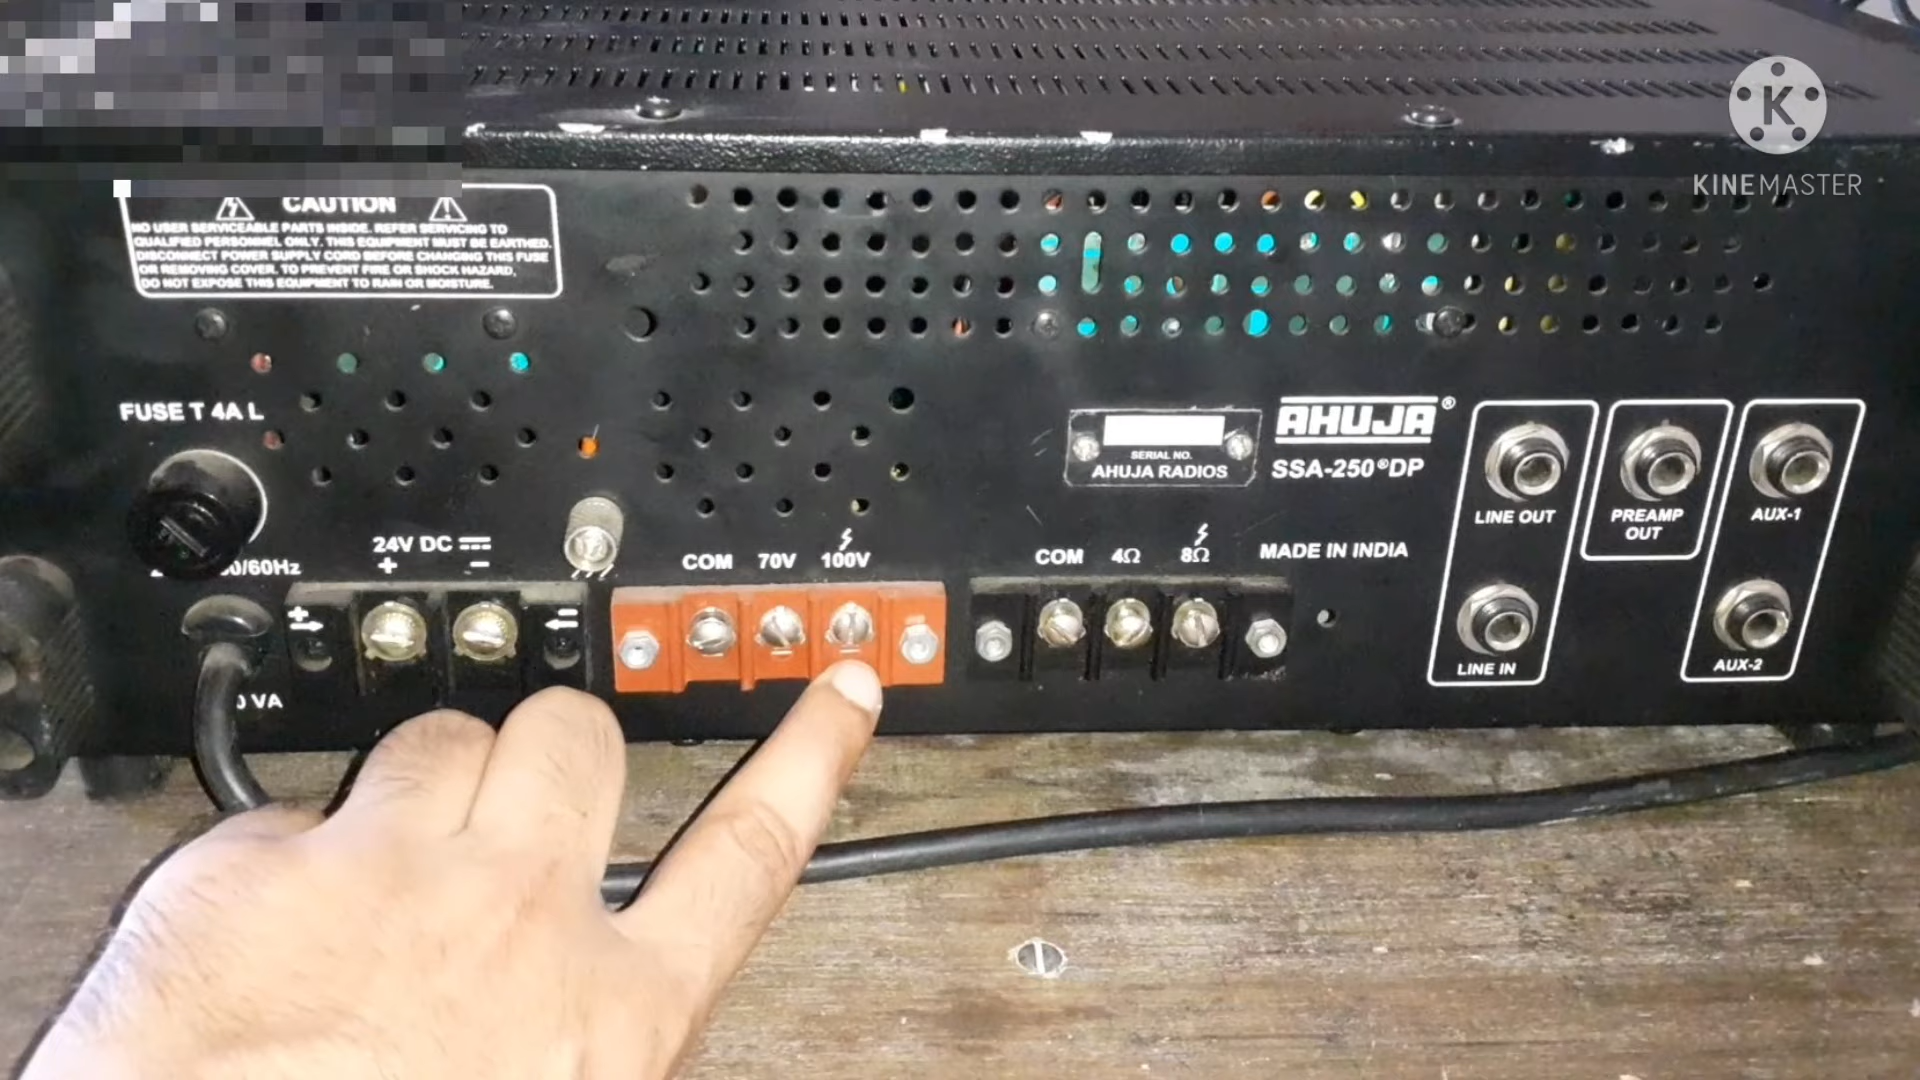 KINEMASTER
CAUTION
NO USER SERVICEABLE PARTS INSIDE. REFER SERVICING TO
QUALIFIED PERSONNEL ONLY. THIS EQUIPMENT MUST BE EARTHED.
DISCONNECT POWER SUPPLY CORD BEFORE CHANGING THIS FUSE
OR REMOVING COVER. TO PREVENT FIRE OR SHOCK HAZARD,
DO NOT EXPOSE THIS EQUIPMENT TO RAIN OR MOISTURE.
FUSE T 4A L
24V DC
+ −
COM 70V 100V
COM 4Ω 8Ω
SERIAL NO.
AHUJA RADIOS
AHUJA®
SSA-250®DP
MADE IN INDIA
LINE OUT
LINE IN
PREAMP
OUT
AUX-1
AUX-2
/60Hz
VA